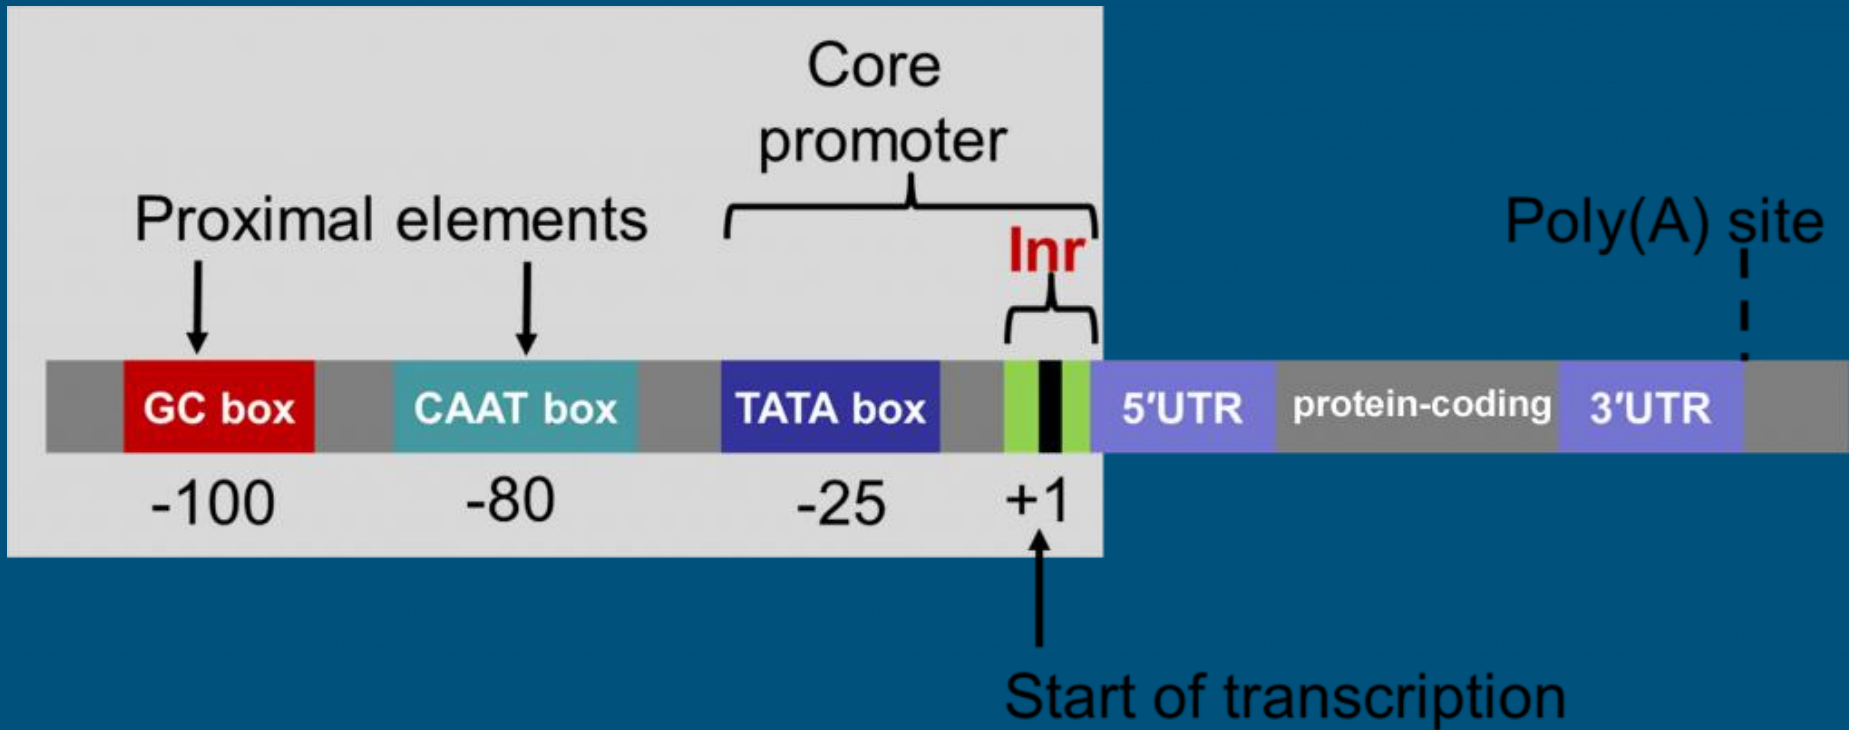 Core
promoter
Proximal elements
Inr
Poly(A) site
GC box
CAAT box
TATA box
5′UTR
protein-coding
3′UTR
-100
-80
-25
+1
Start of transcription